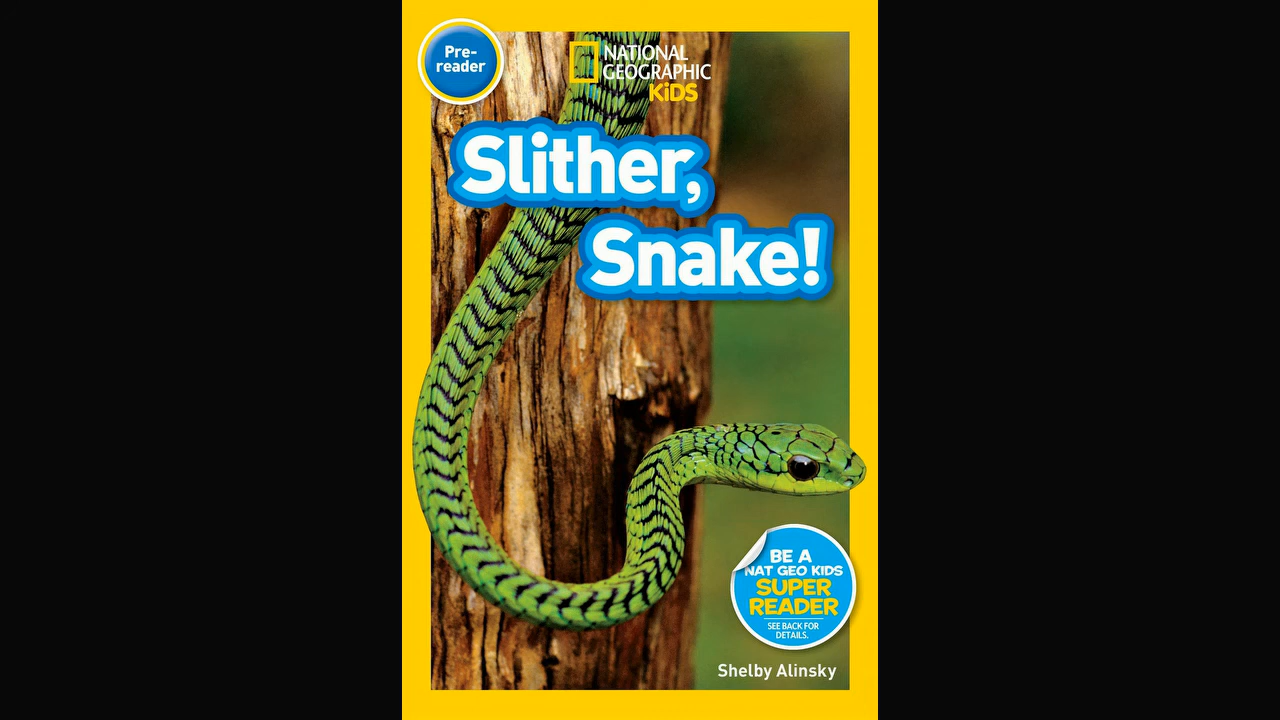 Pre-
reader
NATIONAL
GEOGRAPHIC
KiDS
Slither,
Snake!
BE A
NAT GEO KIDS
SUPER
READER
SEE BACK FOR
DETAILS.
Shelby Alinsky